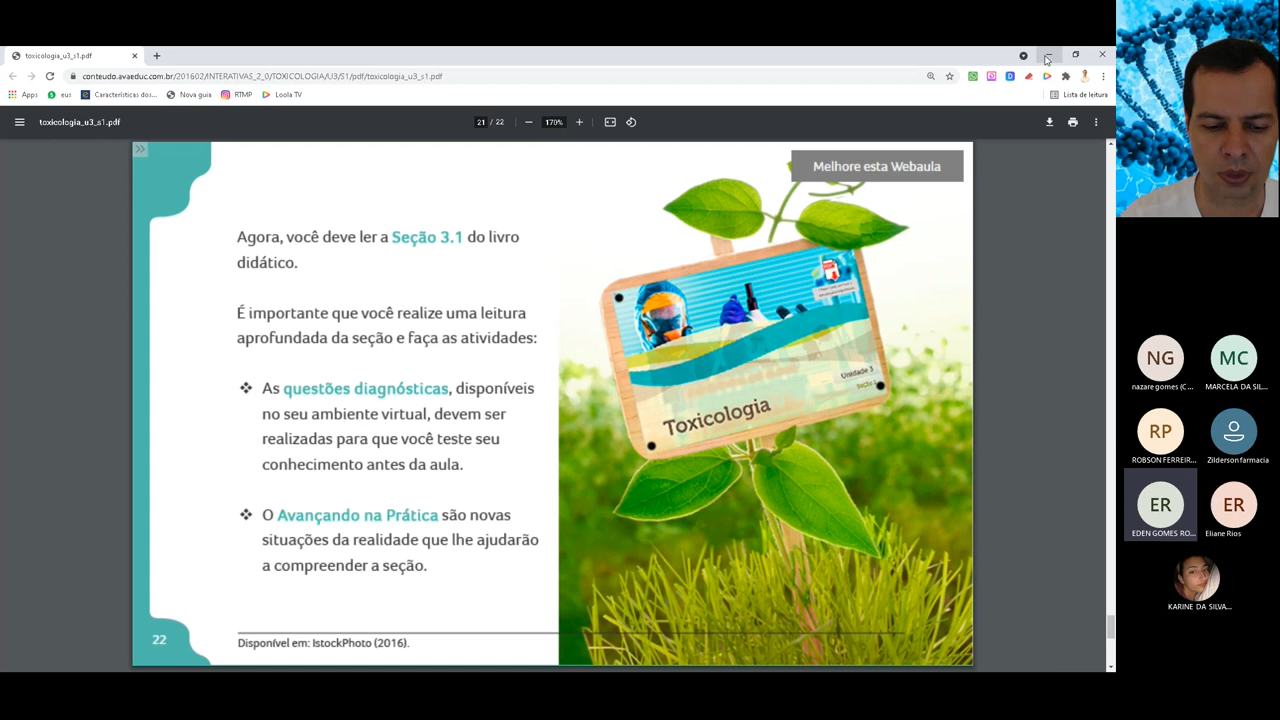 toxicologia_u3_s1.pdf
conteudo.avaeduc.com.br/201602/INTERATIVAS_2_0/TOXICOLOGIA/U3/S1/pdf/toxicologia_u3_s1.pdf
Apps
eus
Características dos...
Nova guia
RTMP
Loola TV
Lista de leitura
toxicologia_u3_s1.pdf
21 / 22
170%
Melhore esta Webaula
Agora, você deve ler a Seção 3.1 do livro
didático.
É importante que você realize uma leitura
aprofundada da seção e faça as atividades:
❖ As questões diagnósticas, disponíveis
no seu ambiente virtual, devem ser
realizadas para que você teste seu
conhecimento antes da aula.
❖ O Avançando na Prática são novas
situações da realidade que lhe ajudarão
a compreender a seção.
Unidade 3
Toxicologia
22
Disponível em: IstockPhoto (2016).
NG
nazare gomes (C...
MC
MARCELA DA SIL...
RP
ROBSON FERREIR...
Zilderson farmacia
ER
EDEN GOMES RO...
ER
Eliane Rios
KARINE DA SILVA...